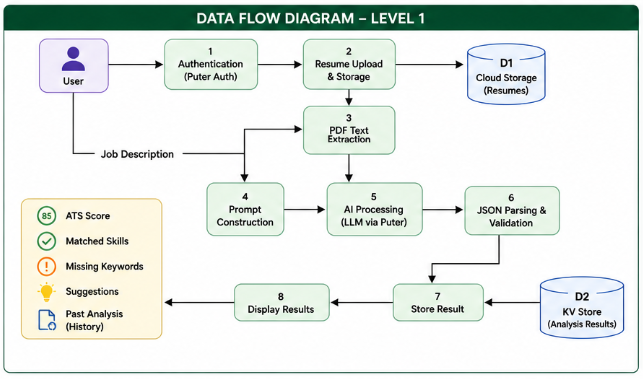 DATA FLOW DIAGRAM – LEVEL 1
User
1
Authentication
(Puter Auth)
2
Resume Upload
& Storage
D1
Cloud Storage
(Resumes)
3
PDF Text
Extraction
Job Description
4
Prompt
Construction
5
AI Processing
(LLM via Puter)
6
JSON Parsing &
Validation
85
ATS Score
Matched Skills
Missing Keywords
Suggestions
Past Analysis
(History)
8
Display Results
7
Store Result
D2
KV Store
(Analysis Results)